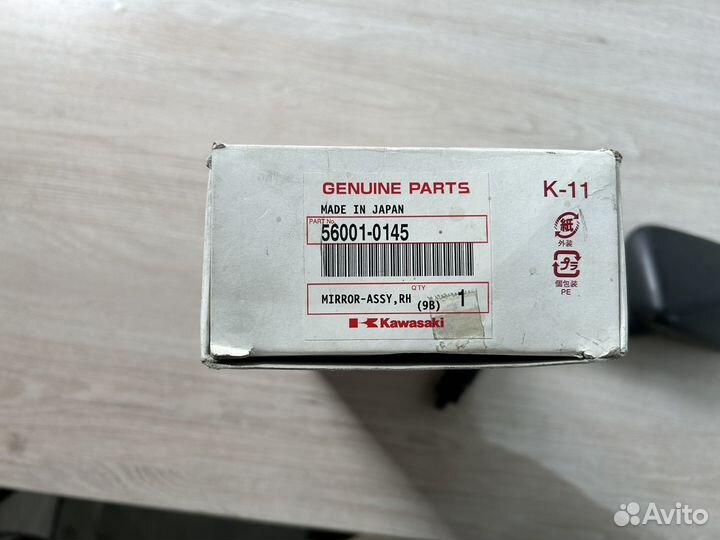 GENUINE PARTS
MADE IN JAPAN
PART No.
56001-0145
Q'TY
MIRROR-ASSY,RH (9B) 1
Kawasaki
K-11
紙
外装
プラ
個包装
PE
Avito